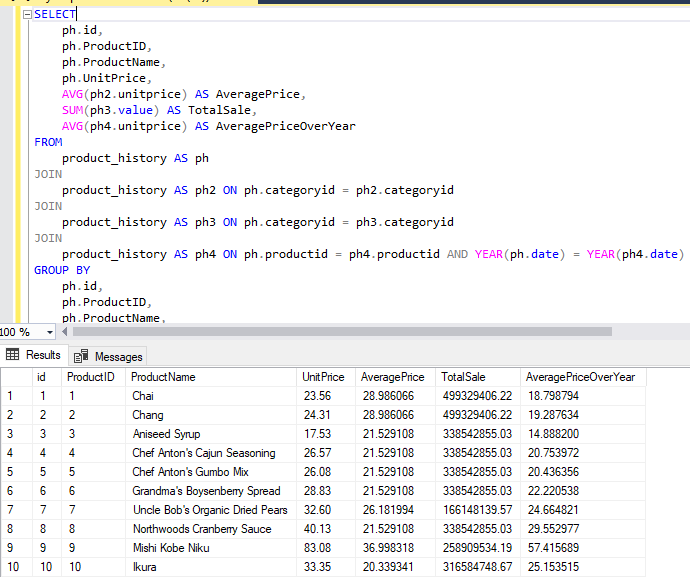 SELECT
ph.id,
ph.ProductID,
ph.ProductName,
ph.UnitPrice,
AVG(ph2.unitprice) AS AveragePrice,
SUM(ph3.value) AS TotalSale,
AVG(ph4.unitprice) AS AveragePriceOverYear
FROM
product_history AS ph
JOIN
product_history AS ph2 ON ph.categoryid = ph2.categoryid
JOIN
product_history AS ph3 ON ph.categoryid = ph3.categoryid
JOIN
product_history AS ph4 ON ph.productid = ph4.productid AND YEAR(ph.date) = YEAR(ph4.date)
GROUP BY
ph.id,
ph.ProductID,
ph.ProductName,
100 %
Results Messages
id ProductID ProductName UnitPrice AveragePrice TotalSale AveragePriceOverYear
1 1 1 Chai 23.56 28.986066 499329406.22 18.798794
2 2 2 Chang 24.31 28.986066 499329406.22 19.287634
3 3 3 Aniseed Syrup 17.53 21.529108 338542855.03 14.888200
4 4 4 Chef Anton's Cajun Seasoning 26.57 21.529108 338542855.03 20.753972
5 5 5 Chef Anton's Gumbo Mix 26.08 21.529108 338542855.03 20.436356
6 6 6 Grandma's Boysenberry Spread 28.83 21.529108 338542855.03 22.220538
7 7 7 Uncle Bob's Organic Dried Pears 32.60 26.181994 166148139.57 24.664821
8 8 8 Northwoods Cranberry Sauce 40.13 21.529108 338542855.03 29.552977
9 9 9 Mishi Kobe Niku 83.08 36.998318 258909534.19 57.415689
10 10 10 Ikura 33.35 20.339341 316584748.67 25.153515